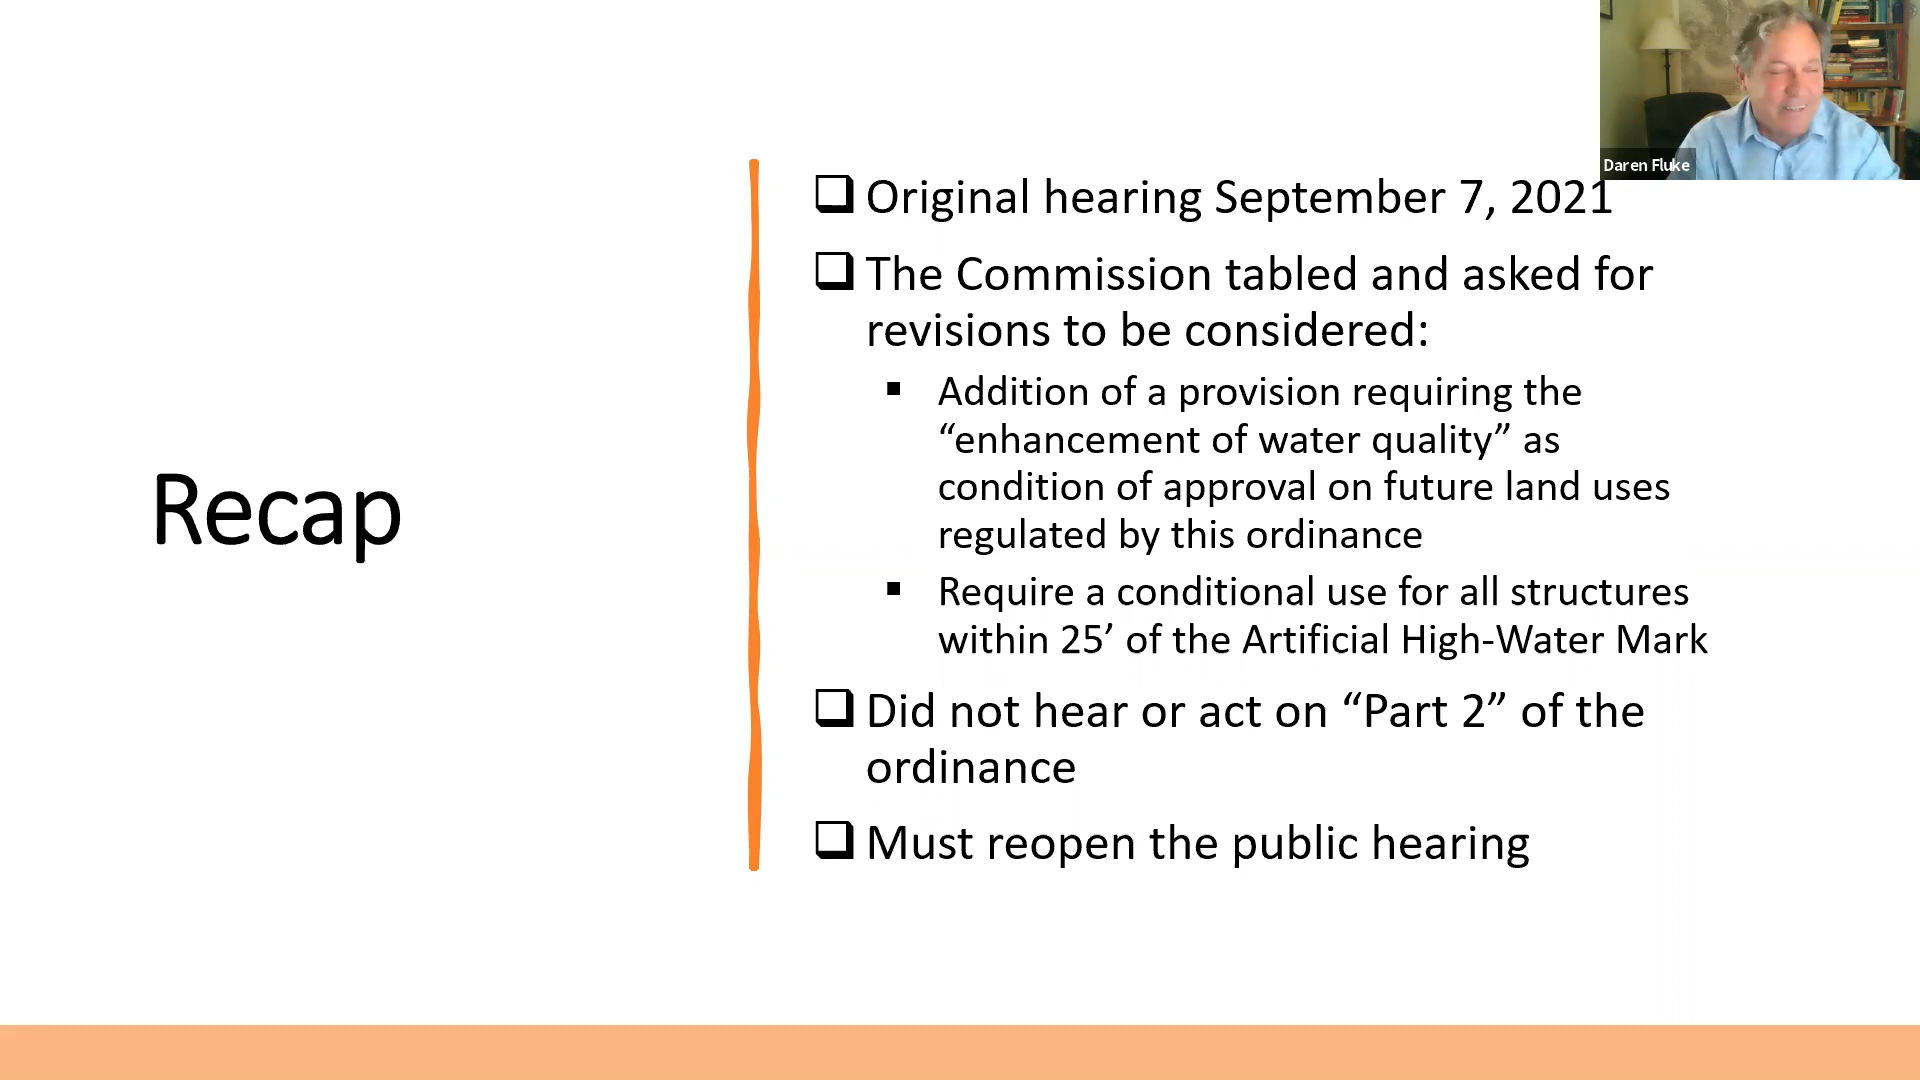 Daren Fluke
Recap
Original hearing September 7, 2021
The Commission tabled and asked for
revisions to be considered:
Addition of a provision requiring the
“enhancement of water quality” as
condition of approval on future land uses
regulated by this ordinance
Require a conditional use for all structures
within 25’ of the Artificial High-Water Mark
Did not hear or act on “Part 2” of the
ordinance
Must reopen the public hearing